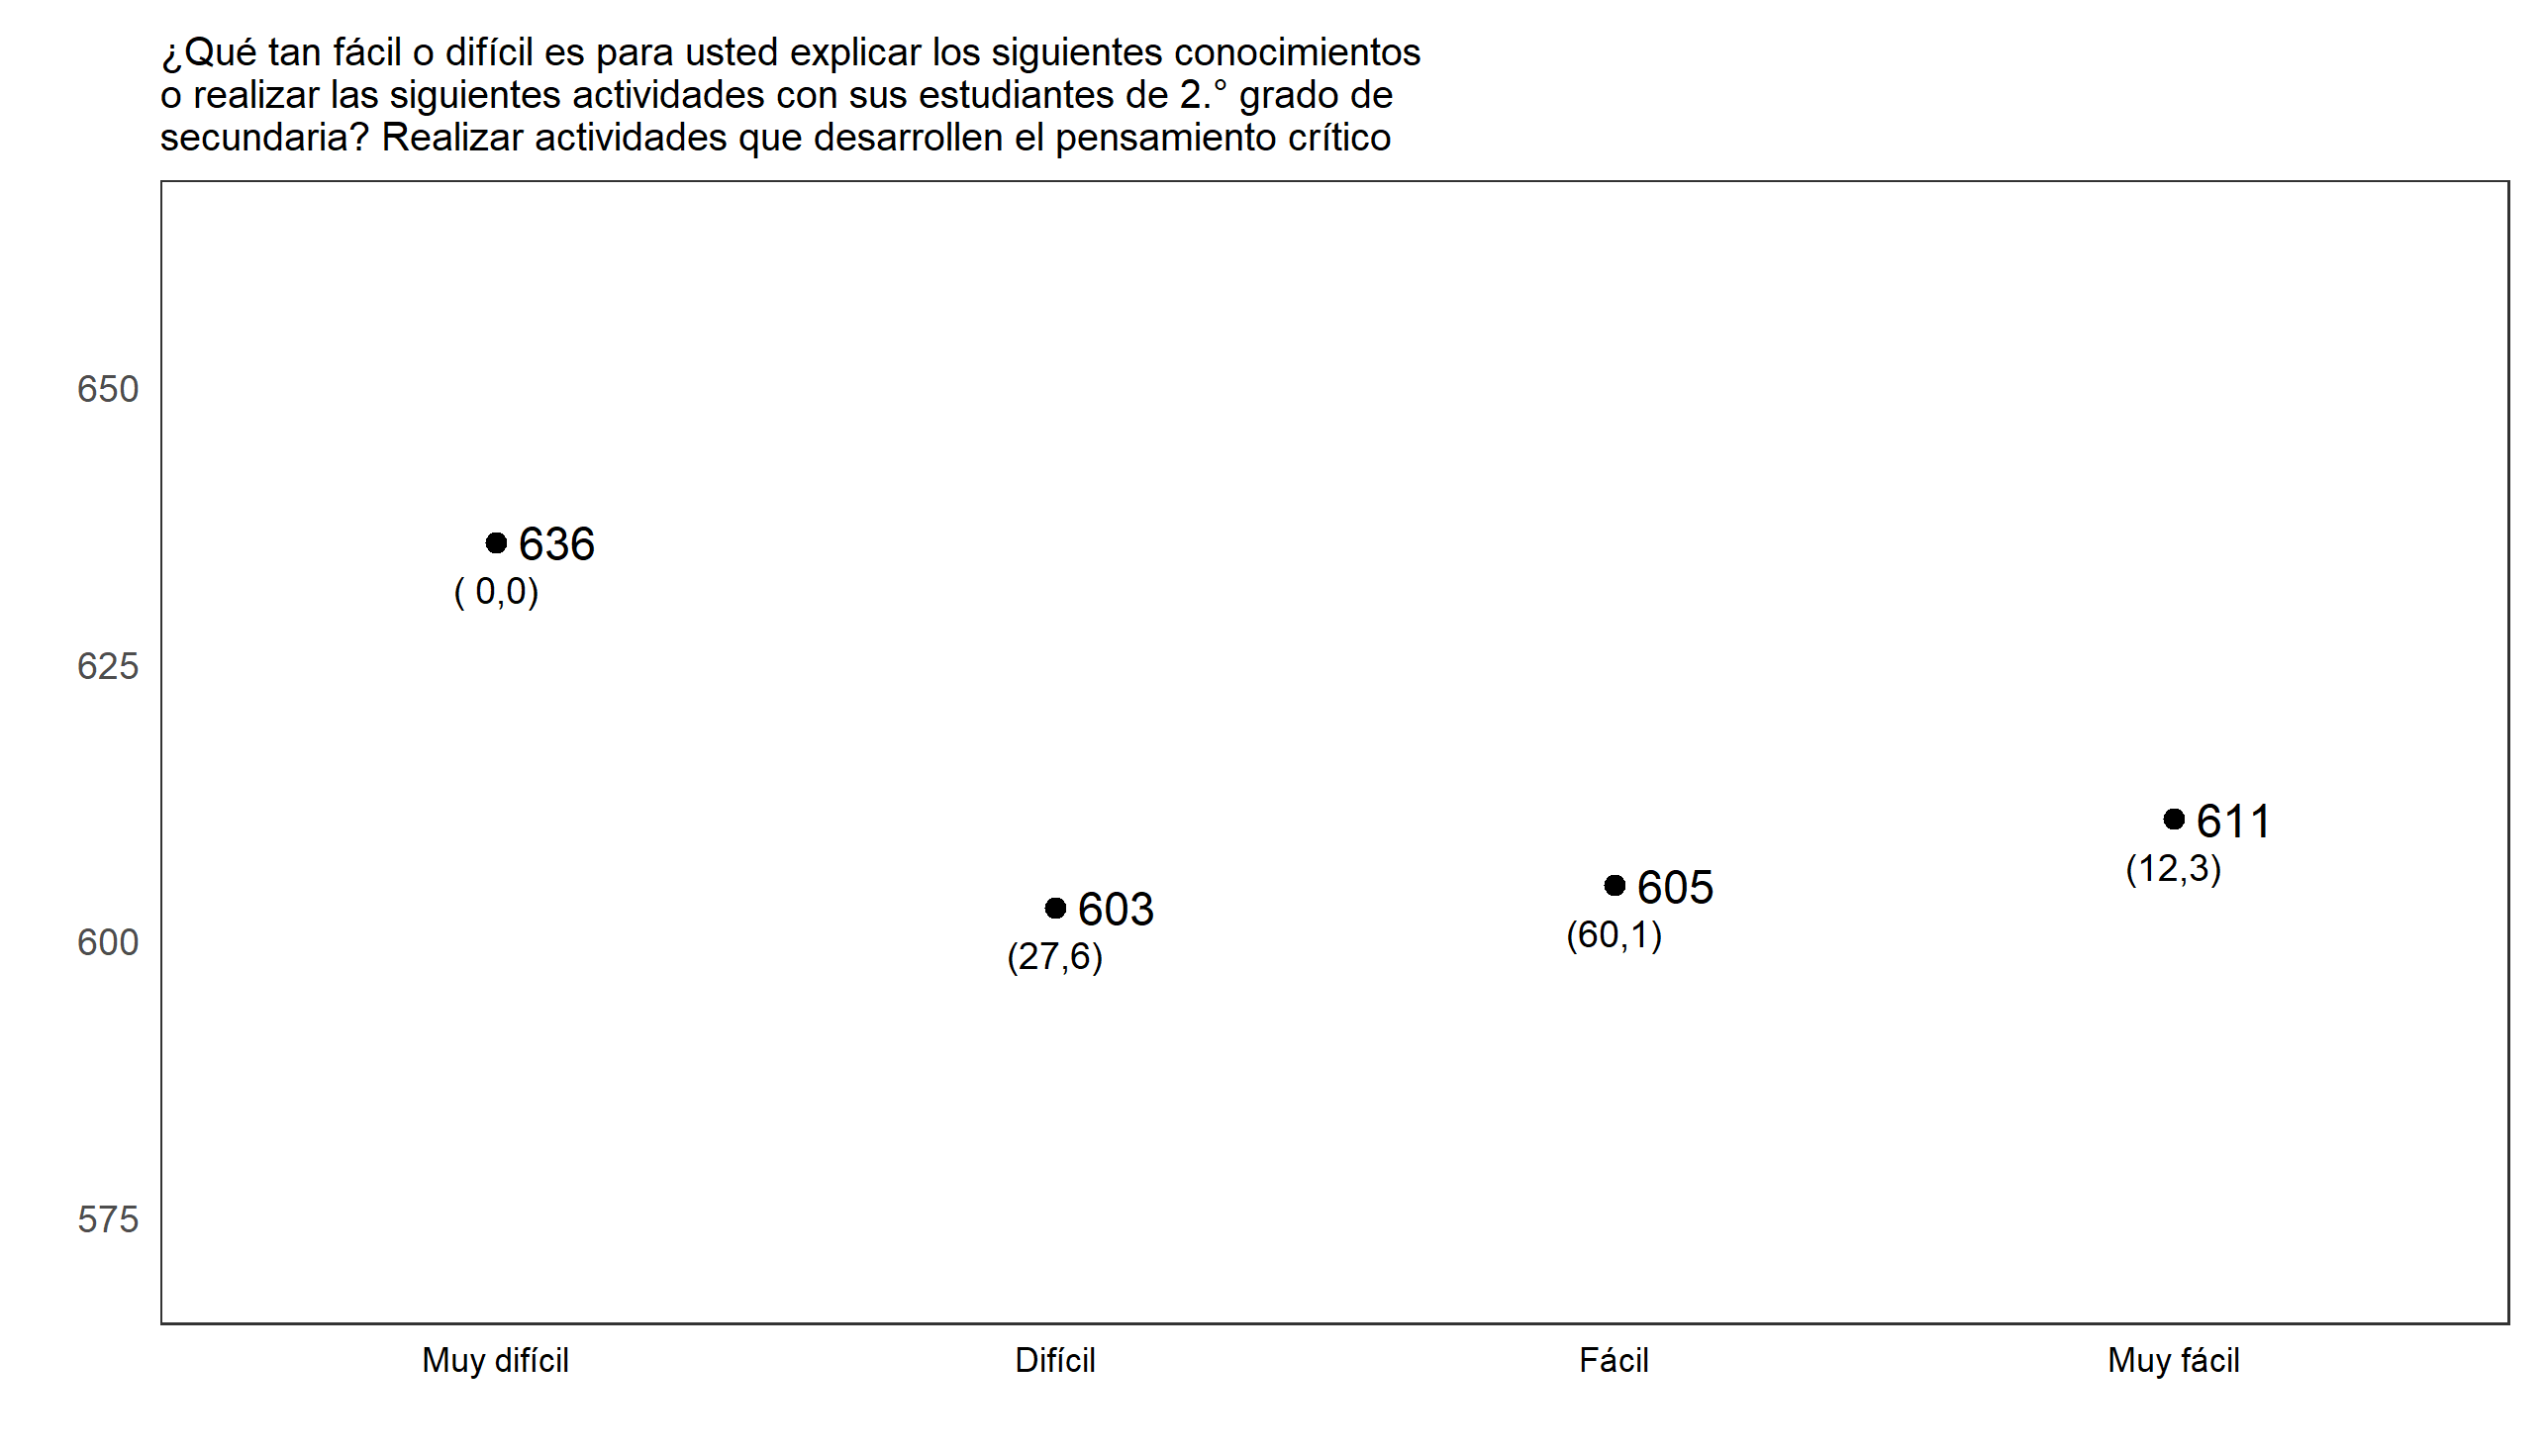 ¿Qué tan fácil o difícil es para usted explicar los siguientes conocimientos
o realizar las siguientes actividades con sus estudiantes de 2.° grado de
secundaria? Realizar actividades que desarrollen el pensamiento crítico
650
625
600
575
636
( 0,0)
603
(27,6)
605
(60,1)
611
(12,3)
Muy difícil
Difícil
Fácil
Muy fácil